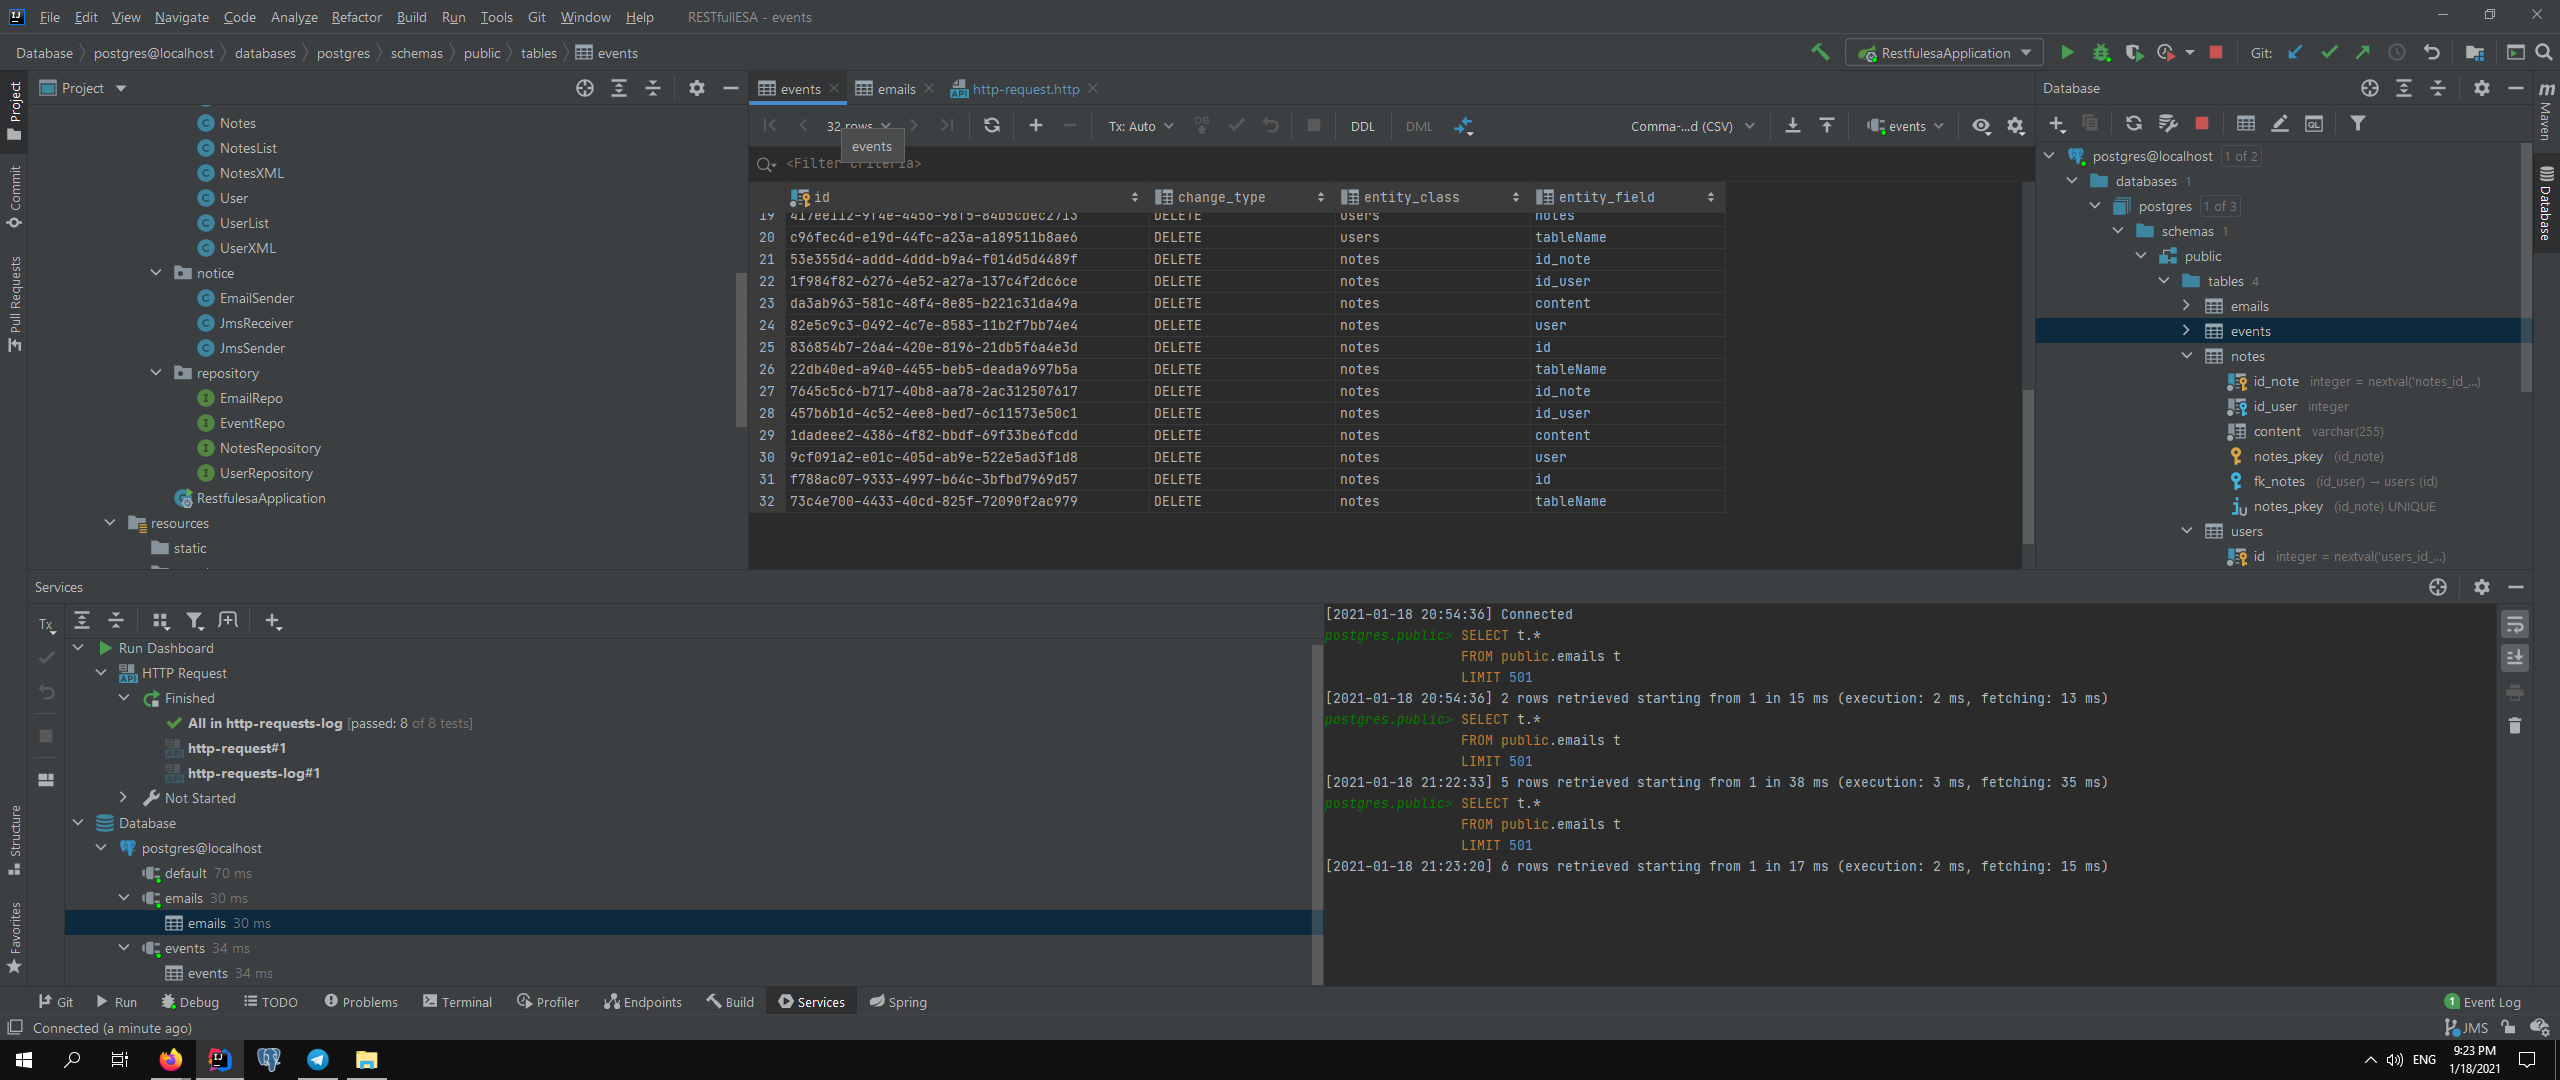 File Edit View Navigate Code Analyze Refactor Build Run Tools Git Window Help RESTfullESA - events
Database postgres@localhost databases postgres schemas public tables events
RestfulesaApplication Git:
Project
events emails http-request.http
Database
32 rows Tx: Auto DB DDL DML Comma-...d (CSV) events
events
<Filter criteria>
id change_type entity_class entity_field
19 417ee112-9f4e-4456-98f5-84b5cbec2713 DELETE users notes
20 c96fec4d-e19d-44fc-a23a-a189511b8ae6 DELETE users tableName
21 53e355d4-addd-4ddd-b9a4-f014d5d4489f DELETE notes id_note
22 1f984f82-6276-4e52-a27a-137c4f2dc6ce DELETE notes id_user
23 da3ab963-581c-48f4-8e85-b221c31da49a DELETE notes content
24 82e5c9c3-0492-4c7e-8583-11b2f7bb74e4 DELETE notes user
25 836854b7-26a4-420e-8196-21db5f6a4e3d DELETE notes id
26 22db40ed-a940-4455-beb5-deada9697b5a DELETE notes tableName
27 7645c5c6-b717-40b8-aa78-2ac312507617 DELETE notes id_note
28 457b6b1d-4c52-4ee8-bed7-6c11573e50c1 DELETE notes id_user
29 1dadeee2-4386-4f82-bbdf-69f33be6fcdd DELETE notes content
30 9cf091a2-e01c-405d-ab9e-522e5ad3f1d8 DELETE notes user
31 f788ac07-9333-4997-b64c-3bfbd7969d57 DELETE notes id
32 73c4e700-4433-40cd-825f-72090f2ac979 DELETE notes tableName
Notes
NotesList
NotesXML
User
UserList
UserXML
notice
EmailSender
JmsReceiver
JmsSender
repository
EmailRepo
EventRepo
NotesRepository
UserRepository
RestfulesaApplication
resources
static
postgres@localhost 1 of 2
databases 1
postgres 1 of 3
schemas 1
public
tables 4
emails
events
notes
id_note integer = nextval('notes_id_...)
id_user integer
content varchar(255)
notes_pkey (id_note)
fk_notes (id_user) → users (id)
notes_pkey (id_note) UNIQUE
users
id integer = nextval('users_id_...)
Project
Commit
Pull Requests
Structure
Favorites
Maven
Database
Services
Tx
Run Dashboard
HTTP Request
Finished
All in http-requests-log [passed: 8 of 8 tests]
http-request#1
http-requests-log#1
Not Started
Database
postgres@localhost
default 70 ms
emails 30 ms
emails 30 ms
events 34 ms
events 34 ms
[2021-01-18 20:54:36] Connected
postgres.public> SELECT t.*
FROM public.emails t
LIMIT 501
[2021-01-18 20:54:36] 2 rows retrieved starting from 1 in 15 ms (execution: 2 ms, fetching: 13 ms)
postgres.public> SELECT t.*
FROM public.emails t
LIMIT 501
[2021-01-18 21:22:33] 5 rows retrieved starting from 1 in 38 ms (execution: 3 ms, fetching: 35 ms)
postgres.public> SELECT t.*
FROM public.emails t
LIMIT 501
[2021-01-18 21:23:20] 6 rows retrieved starting from 1 in 17 ms (execution: 2 ms, fetching: 15 ms)
Git Run Debug TODO Problems Terminal Profiler Endpoints Build Services Spring 1 Event Log
Connected (a minute ago) JMS
ENG 9:23 PM
1/18/2021